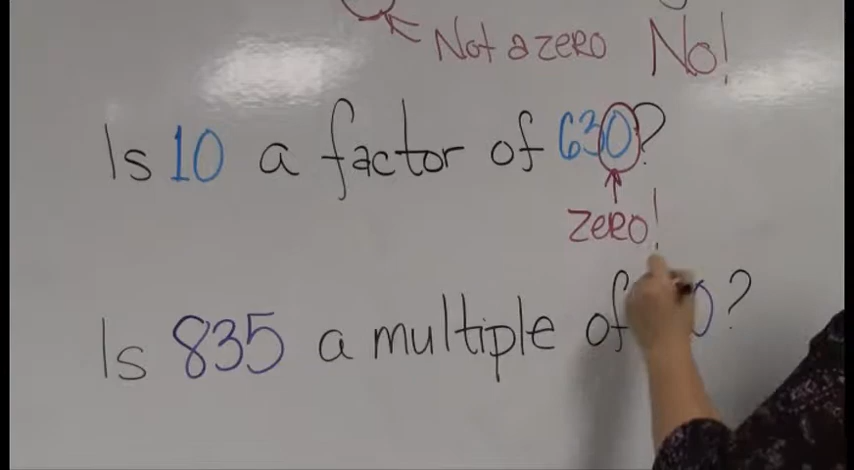 Not a zero No!
Is 10 a factor of 630?
ZERO!
Is 835 a multiple of 0?